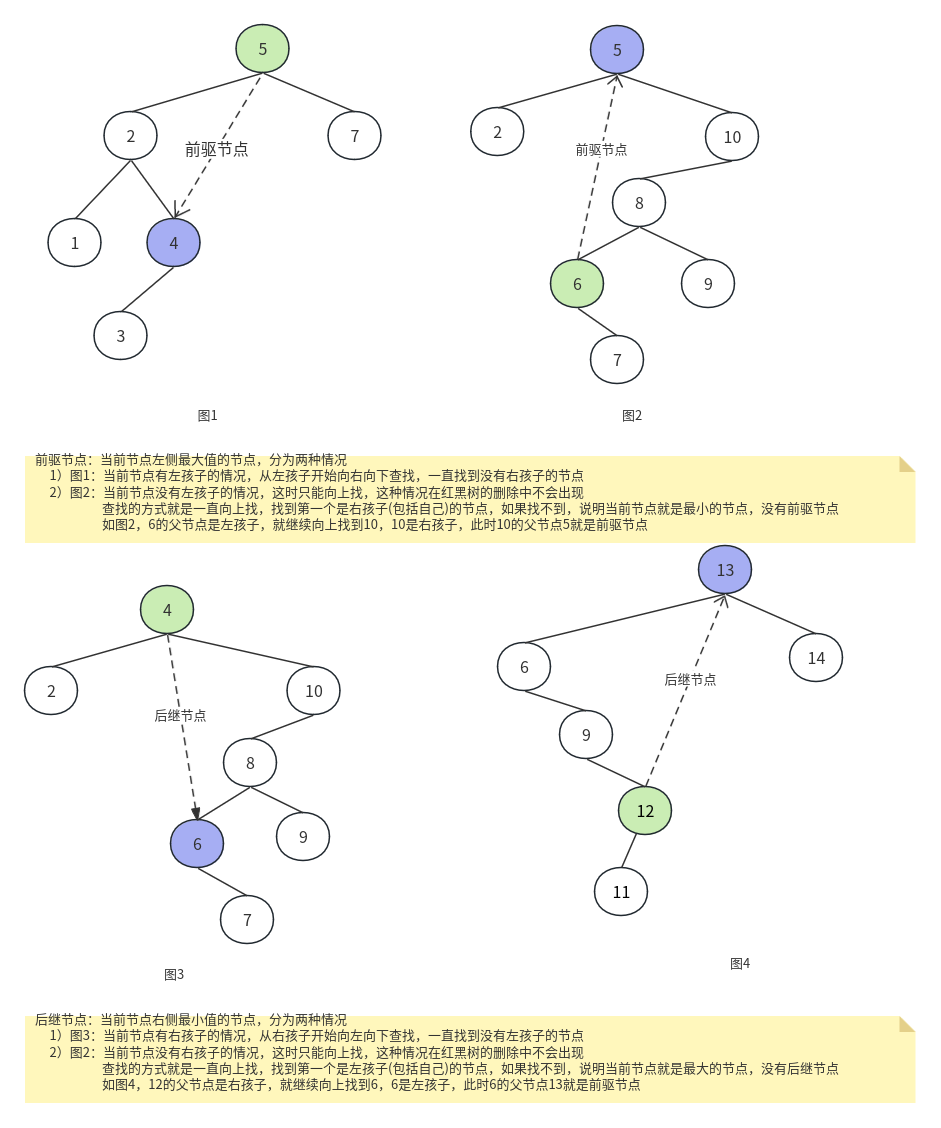 5
2
前驱节点
7
1
4
3
图1
5
2
前驱节点
10
8
6
9
7
图2
前驱节点：当前节点左侧最大值的节点，分为两种情况
1）图1：当前节点有左孩子的情况，从左孩子开始向右向下查找，一直找到没有右孩子的节点
2）图2：当前节点没有左孩子的情况，这时只能向上找，这种情况在红黑树的删除中不会出现
查找的方式就是一直向上找，找到第一个是右孩子(包括自己)的节点，如果找不到，说明当前节点就是最小的节点，没有前驱节点
如图2，6的父节点是左孩子，就继续向上找到10，10是右孩子，此时10的父节点5就是前驱节点
4
2
10
后继节点
8
6
9
7
图3
13
6
14
后继节点
9
12
11
图4
后继节点：当前节点右侧最小值的节点，分为两种情况
1）图3：当前节点有右孩子的情况，从右孩子开始向左向下查找，一直找到没有左孩子的节点
2）图2：当前节点没有右孩子的情况，这时只能向上找，这种情况在红黑树的删除中不会出现
查找的方式就是一直向上找，找到第一个是左孩子(包括自己)的节点，如果找不到，说明当前节点就是最大的节点，没有后继节点
如图4，12的父节点是右孩子，就继续向上找到6，6是左孩子，此时6的父节点13就是前驱节点